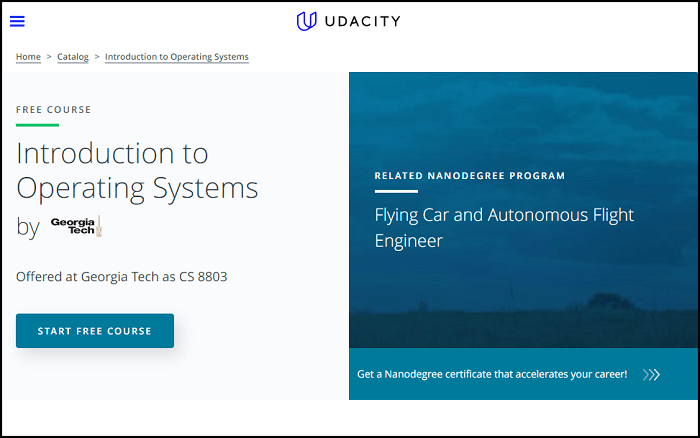 UDACITY
Home > Catalog > Introduction to Operating Systems
FREE COURSE
Introduction to
Operating Systems
by Georgia
Tech
Offered at Georgia Tech as CS 8803
START FREE COURSE
RELATED NANODEGREE PROGRAM
Flying Car and Autonomous Flight
Engineer
Get a Nanodegree certificate that accelerates your career!